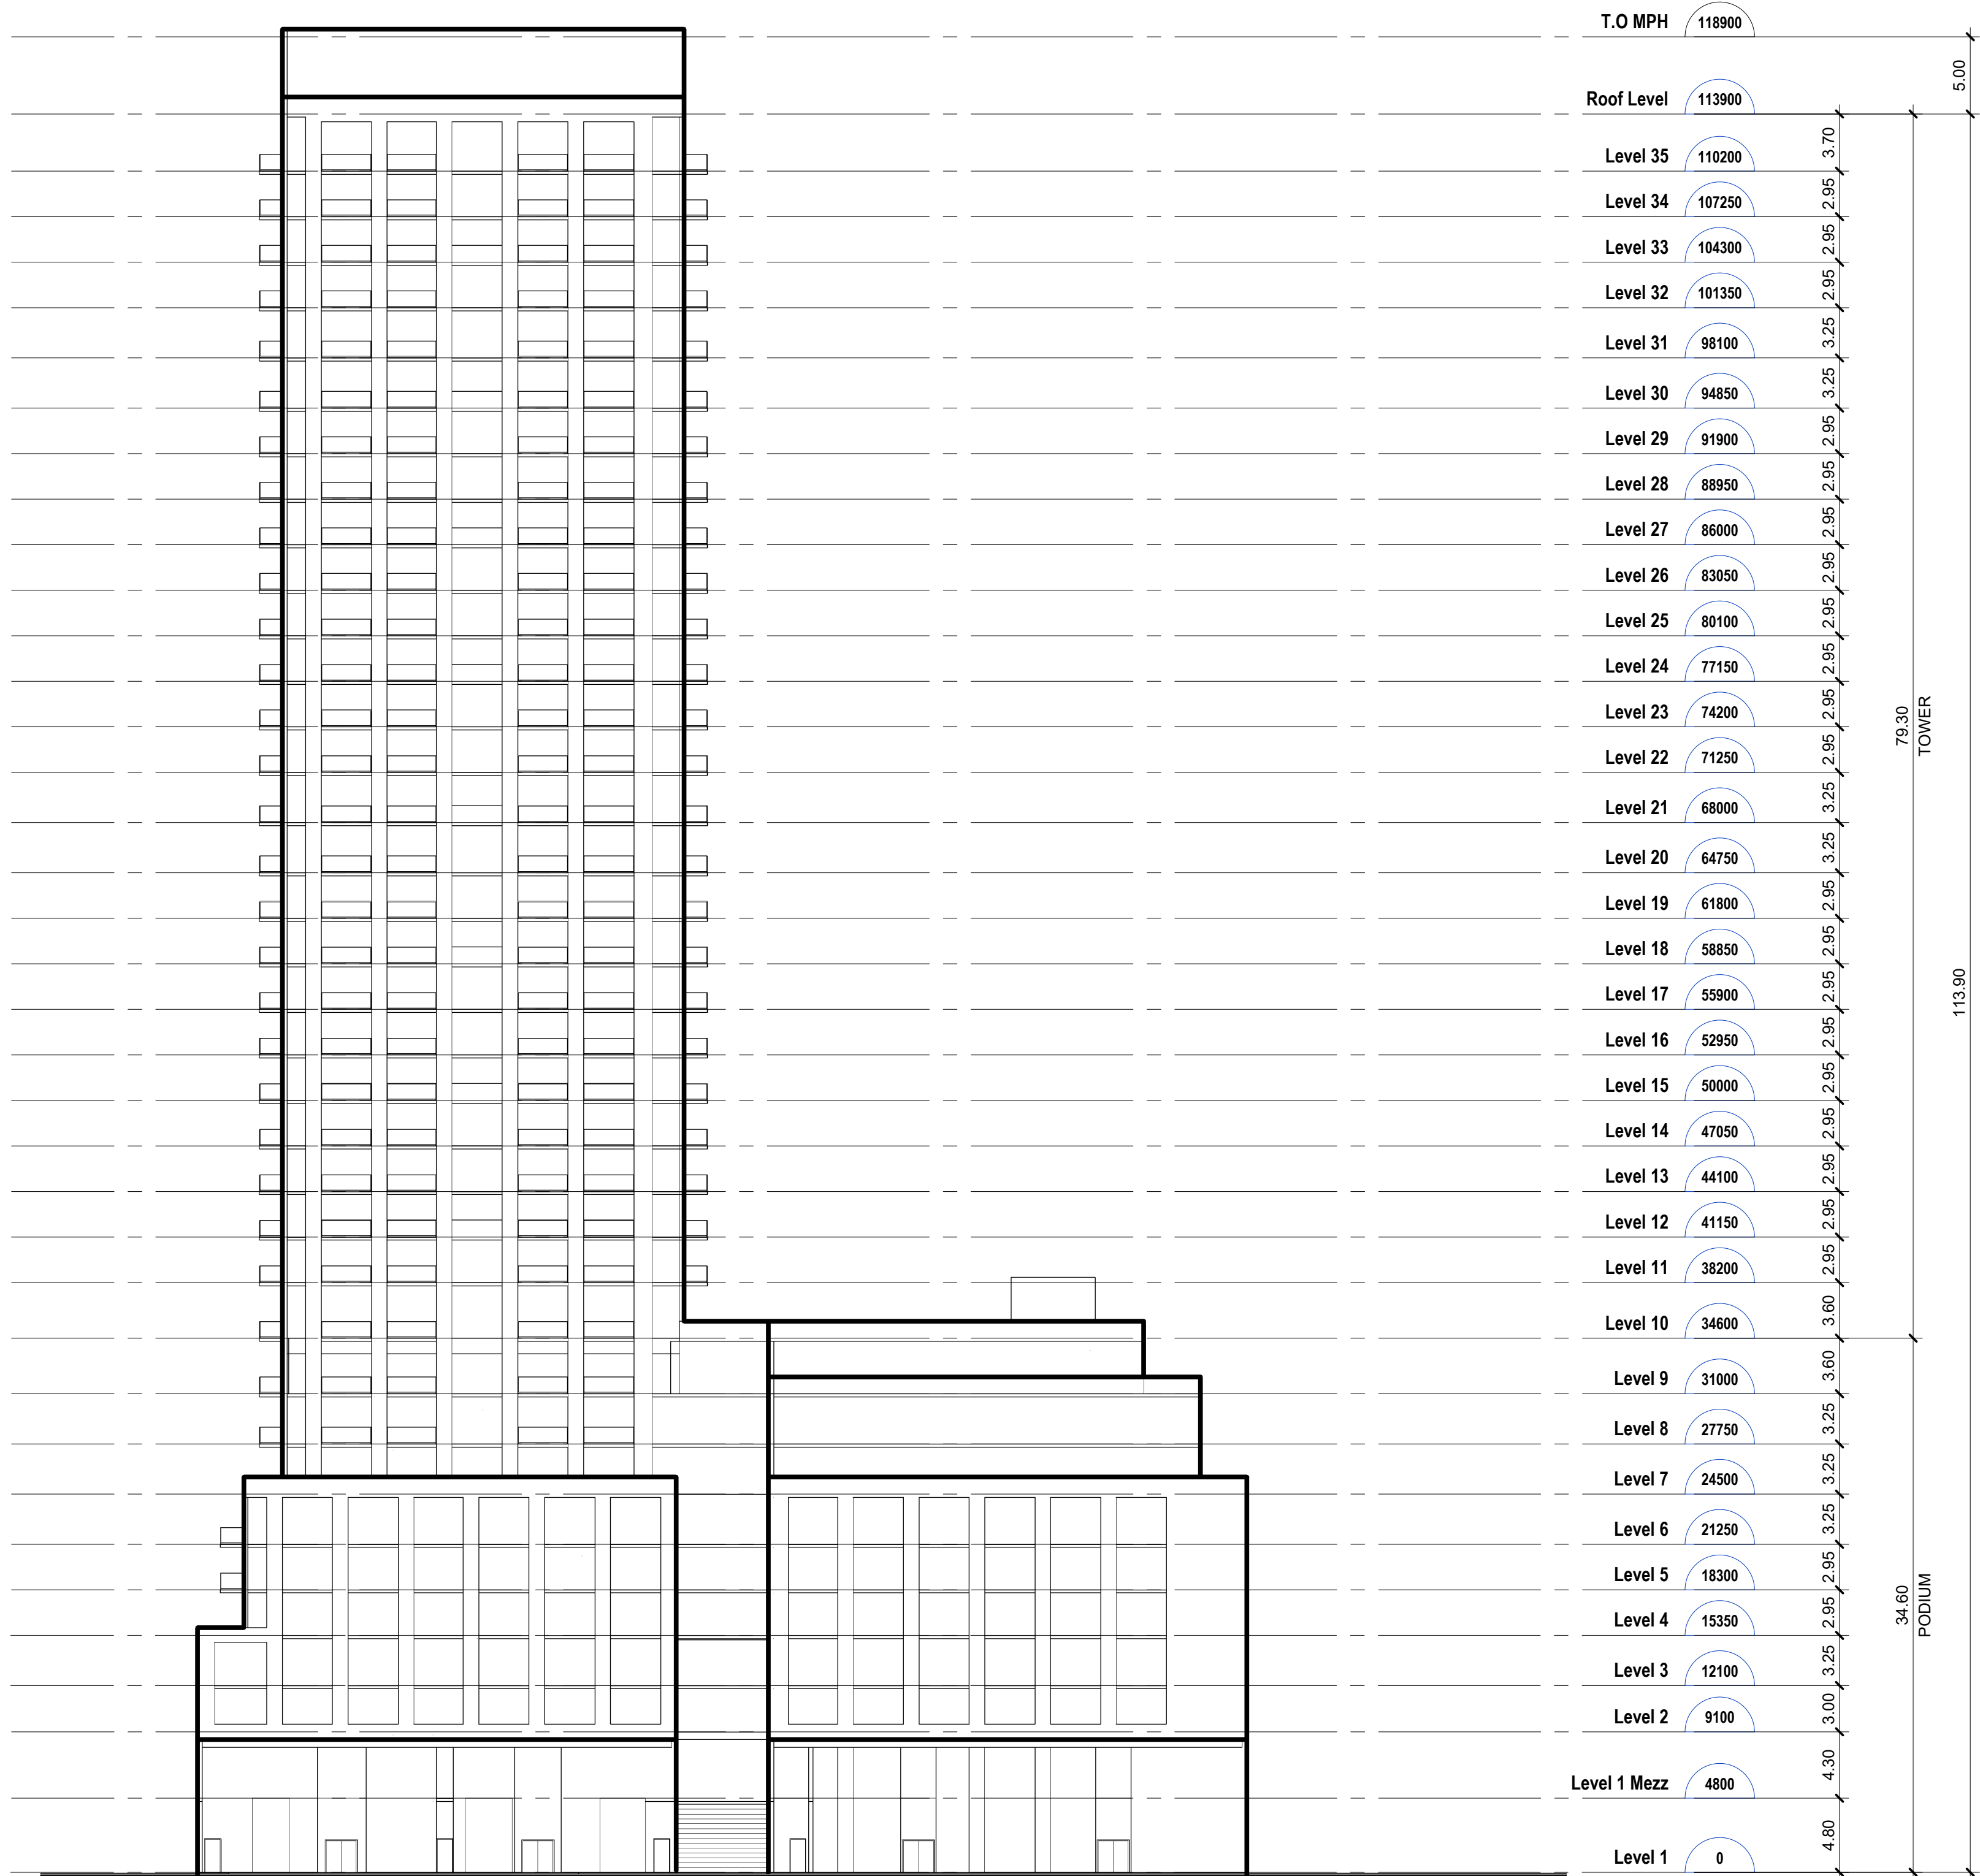 T.O MPH 118900
5.00
Roof Level 113900
3.70
Level 35 110200
2.95
Level 34 107250
2.95
Level 33 104300
2.95
Level 32 101350
3.25
Level 31 98100
3.25
Level 30 94850
2.95
Level 29 91900
2.95
Level 28 88950
2.95
Level 27 86000
2.95
Level 26 83050
2.95
Level 25 80100
2.95
Level 24 77150
2.95
Level 23 74200
2.95
Level 22 71250
3.25
Level 21 68000
3.25
Level 20 64750
2.95
Level 19 61800
2.95
Level 18 58850
2.95
Level 17 55900
2.95
Level 16 52950
2.95
Level 15 50000
2.95
Level 14 47050
2.95
Level 13 44100
2.95
Level 12 41150
2.95
Level 11 38200
3.60
Level 10 34600
3.60
Level 9 31000
3.25
Level 8 27750
3.25
Level 7 24500
3.25
Level 6 21250
2.95
Level 5 18300
2.95
Level 4 15350
3.25
Level 3 12100
3.00
Level 2 9100
4.30
Level 1 Mezz 4800
4.80
Level 1 0
79.30
TOWER
34.60
PODIUM
113.90